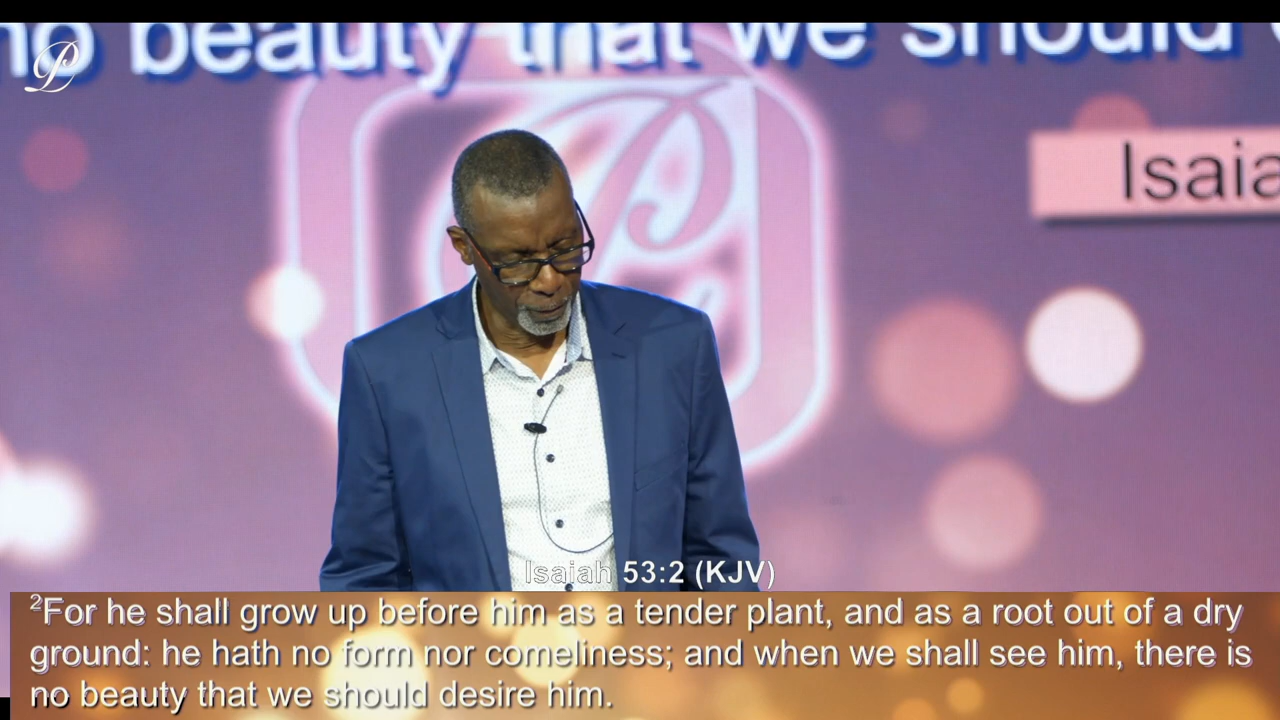 no beauty that we should
P
Isaia
P
Isaiah 53:2 (KJV)
2For he shall grow up before him as a tender plant, and as a root out of a dry
ground: he hath no form nor comeliness; and when we shall see him, there is
no beauty that we should desire him.